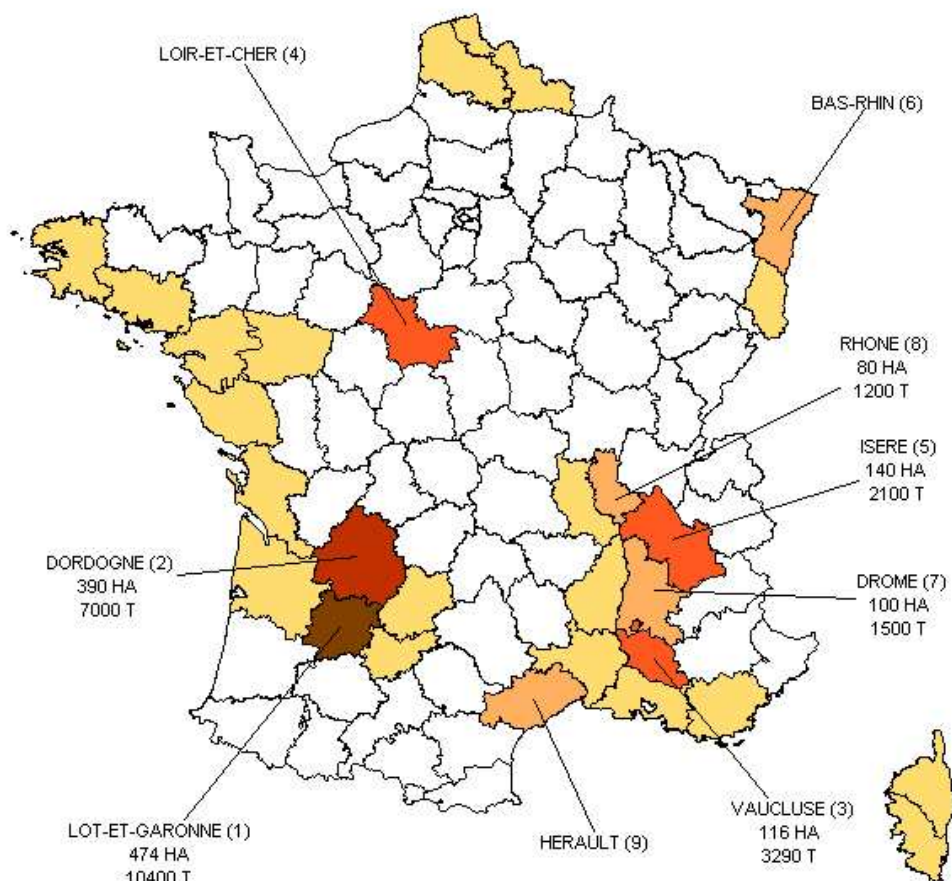 LOIR-ET-CHER (4)
BAS-RHIN (6)
RHONE (8)
80 HA
1200 T
ISERE (5)
140 HA
2100 T
DORDOGNE (2)
390 HA
7000 T
DROME (7)
100 HA
1500 T
LOT-ET-GARONNE (1)
474 HA
10400 T
HERAULT (9)
VAUCLUSE (3)
116 HA
3290 T